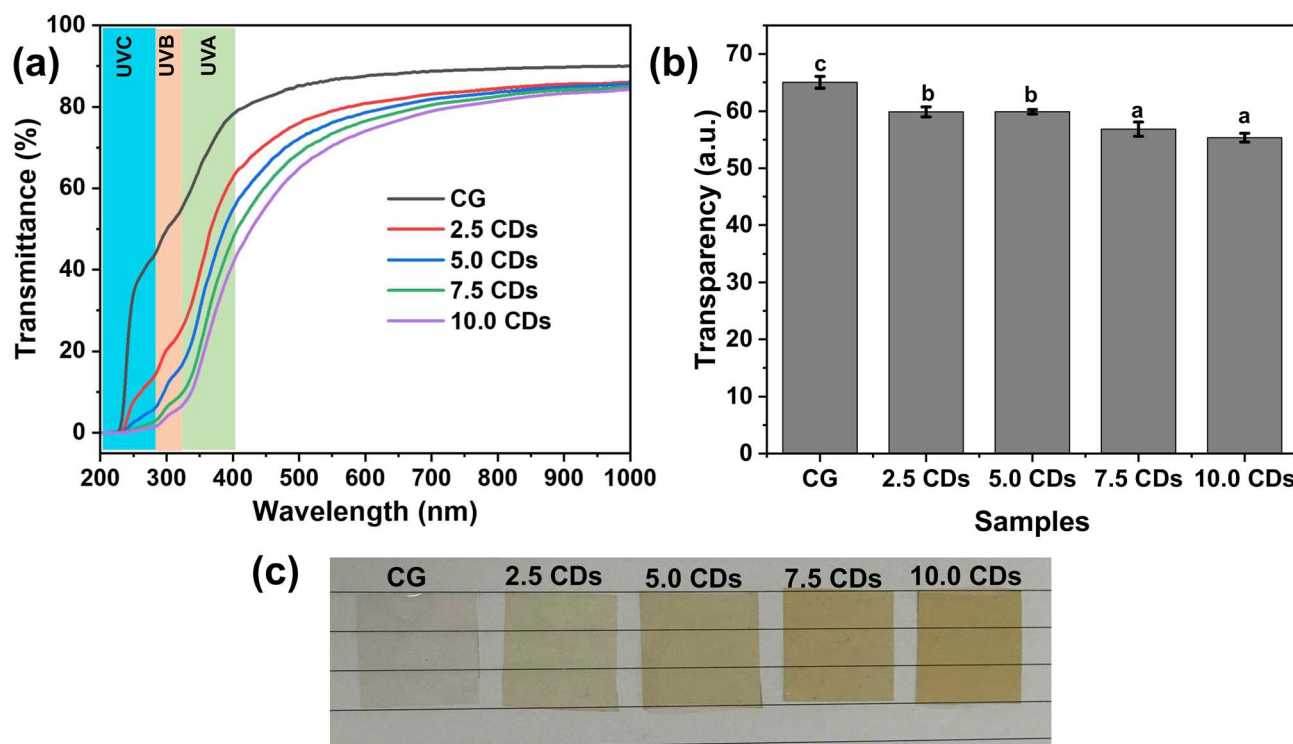 (a)
UVC
UVB
UVA
100
80
60
40
20
0
Transmittance (%)
CG
2.5 CDs
5.0 CDs
7.5 CDs
10.0 CDs
200 300 400 500 600 700 800 900 1000
Wavelength (nm)
(b)
70
60
50
40
30
20
10
0
Transparency (a.u.)
c
b
b
a
a
CG 2.5 CDs 5.0 CDs 7.5 CDs 10.0 CDs
Samples
(c)
CG 2.5 CDs 5.0 CDs 7.5 CDs 10.0 CDs